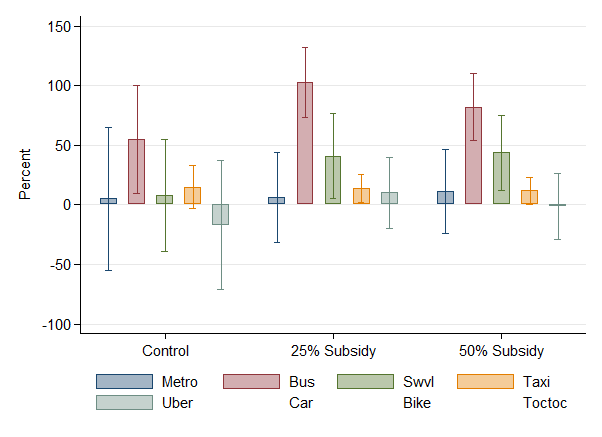 150
100
50
0
-50
-100
Percent
Control 25% Subsidy 50% Subsidy
Metro Bus Swvl Taxi
Uber Car Bike Toctoc